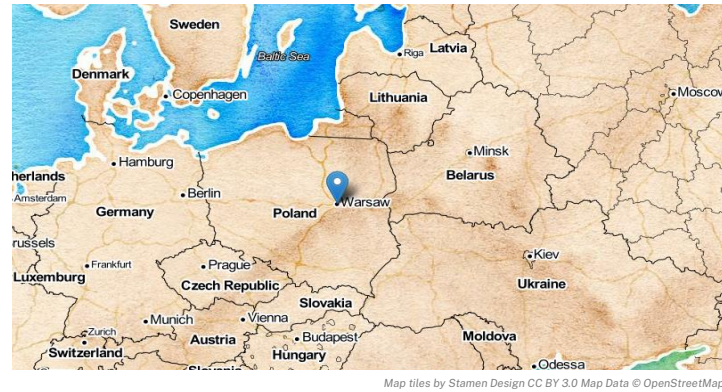 Sweden
Latvia
Riga
Baltic Sea
Denmark
Copenhagen
Moscow
Lithuania
Minsk
Hamburg
Belarus
herlands
Amsterdam
Berlin
Warsaw
Germany
Poland
russels
Kiev
Frankfurt
Prague
Luxemburg
Czech Republic
Ukraine
Slovakia
Munich
Vienna
Zurich
Austria
Budapest
Moldova
Switzerland
Hungary
Odessa
Slovenia
Map tiles by Stamen Design CC BY 3.0 Map Data © OpenStreetMap